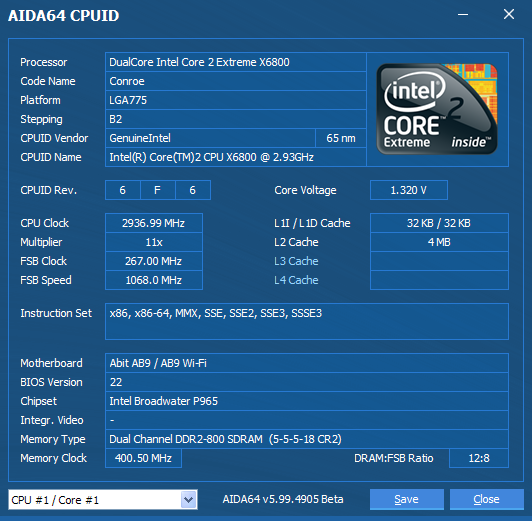 AIDA64 CPUID
Processor DualCore Intel Core 2 Extreme X6800
Code Name Conroe
Platform LGA775
Stepping B2
CPUID Vendor GenuineIntel 65 nm
CPUID Name Intel(R) Core(TM)2 CPU X6800 @ 2.93GHz
intel
CORE 2
Extreme inside™
CPUID Rev. 6 F 6 Core Voltage 1.320 V
CPU Clock 2936.99 MHz L1I / L1D Cache 32 KB / 32 KB
Multiplier 11x L2 Cache 4 MB
FSB Clock 267.00 MHz L3 Cache
FSB Speed 1068.0 MHz L4 Cache
Instruction Set x86, x86-64, MMX, SSE, SSE2, SSE3, SSSE3
Motherboard Abit AB9 / AB9 Wi-Fi
BIOS Version 22
Chipset Intel Broadwater P965
Integr. Video -
Memory Type Dual Channel DDR2-800 SDRAM (5-5-5-18 CR2)
Memory Clock 400.50 MHz DRAM:FSB Ratio 12:8
CPU #1 / Core #1 AIDA64 v5.99.4905 Beta Save Close